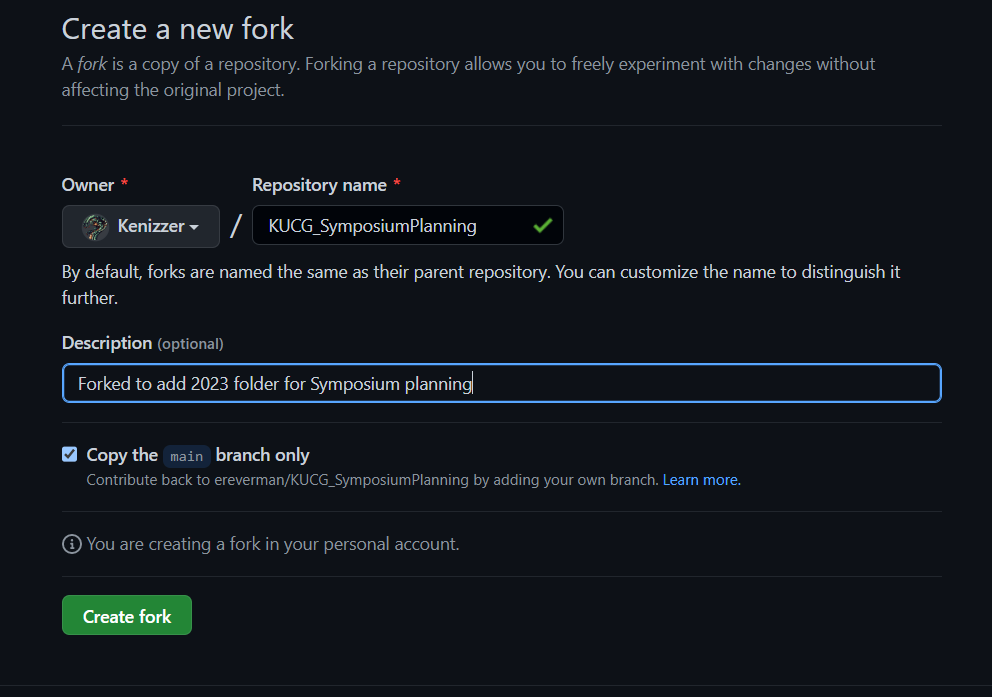 Create a new fork
A fork is a copy of a repository. Forking a repository allows you to freely experiment with changes without
affecting the original project.
Owner * Repository name *
Kenizzer / KUCG_SymposiumPlanning
By default, forks are named the same as their parent repository. You can customize the name to distinguish it
further.
Description (optional)
Forked to add 2023 folder for Symposium planning
Copy the main branch only
Contribute back to ereverman/KUCG_SymposiumPlanning by adding your own branch. Learn more.
You are creating a fork in your personal account.
Create fork